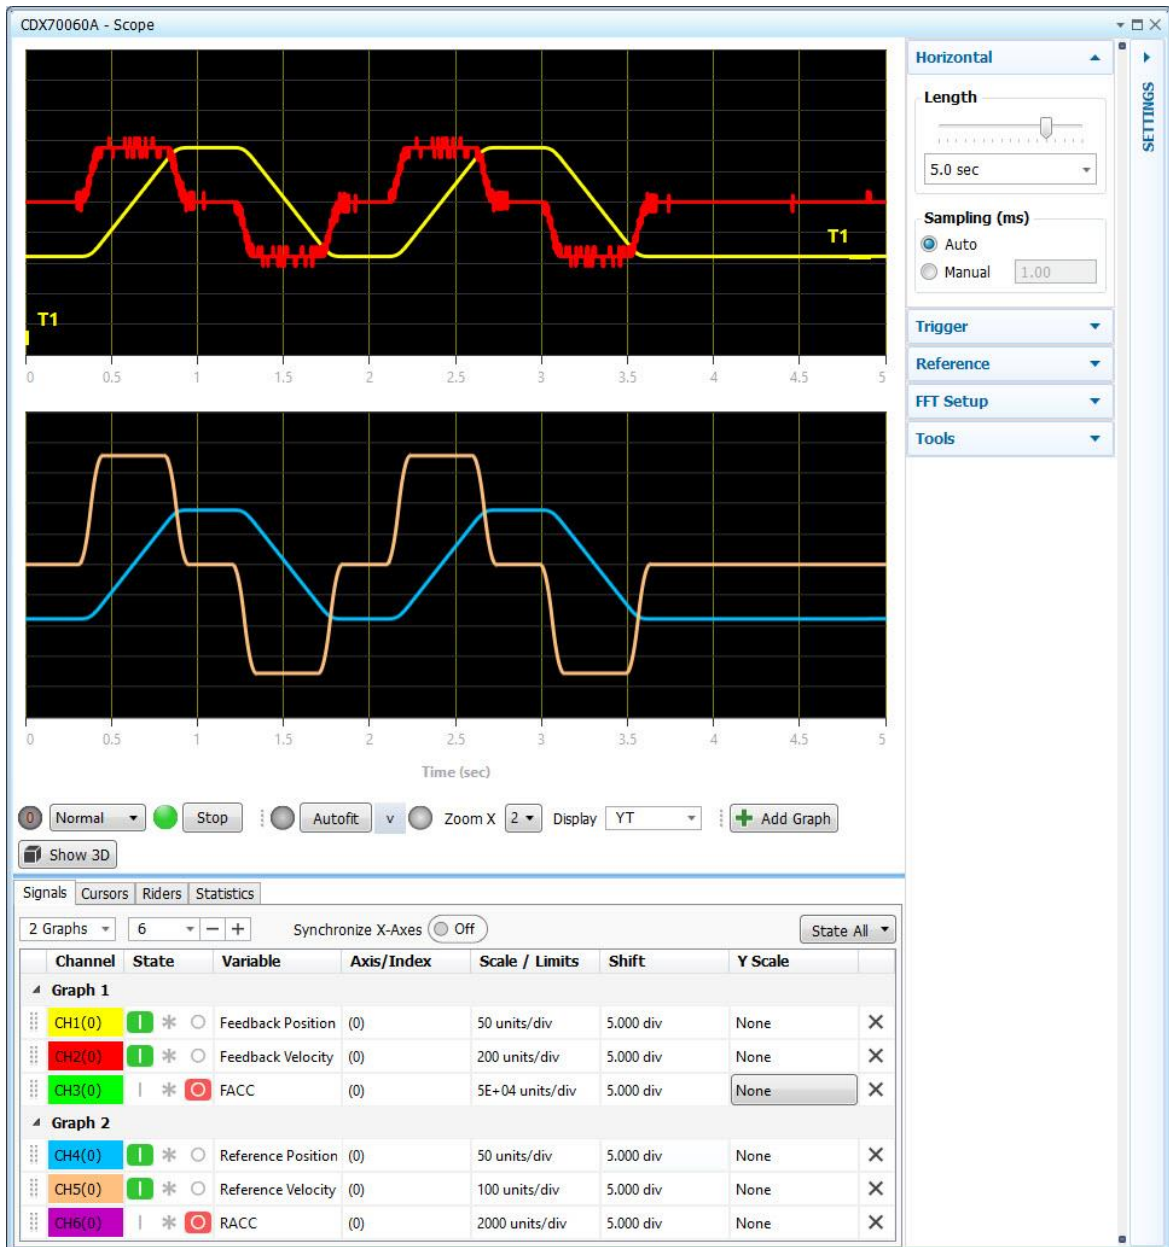 CDX70060A - Scope
T1
T1
0 0.5 1 1.5 2 2.5 3 3.5 4 4.5 5
0 0.5 1 1.5 2 2.5 3 3.5 4 4.5 5
Time (sec)
0 Normal Stop Autofit v Zoom X 2 Display YT Add Graph
Show 3D
Horizontal
Length
5.0 sec
Sampling (ms)
Auto
Manual 1.00
Trigger
Reference
FFT Setup
Tools
SETTINGS
Signals Cursors Riders Statistics
2 Graphs 6 Synchronize X-Axes Off State All
Channel State Variable Axis/Index Scale / Limits Shift Y Scale
Graph 1
CH1(0) Feedback Position (0) 50 units/div 5.000 div None
CH2(0) Feedback Velocity (0) 200 units/div 5.000 div None
CH3(0) FACC (0) 5E+04 units/div 5.000 div None
Graph 2
CH4(0) Reference Position (0) 50 units/div 5.000 div None
CH5(0) Reference Velocity (0) 100 units/div 5.000 div None
CH6(0) RACC (0) 2000 units/div 5.000 div None